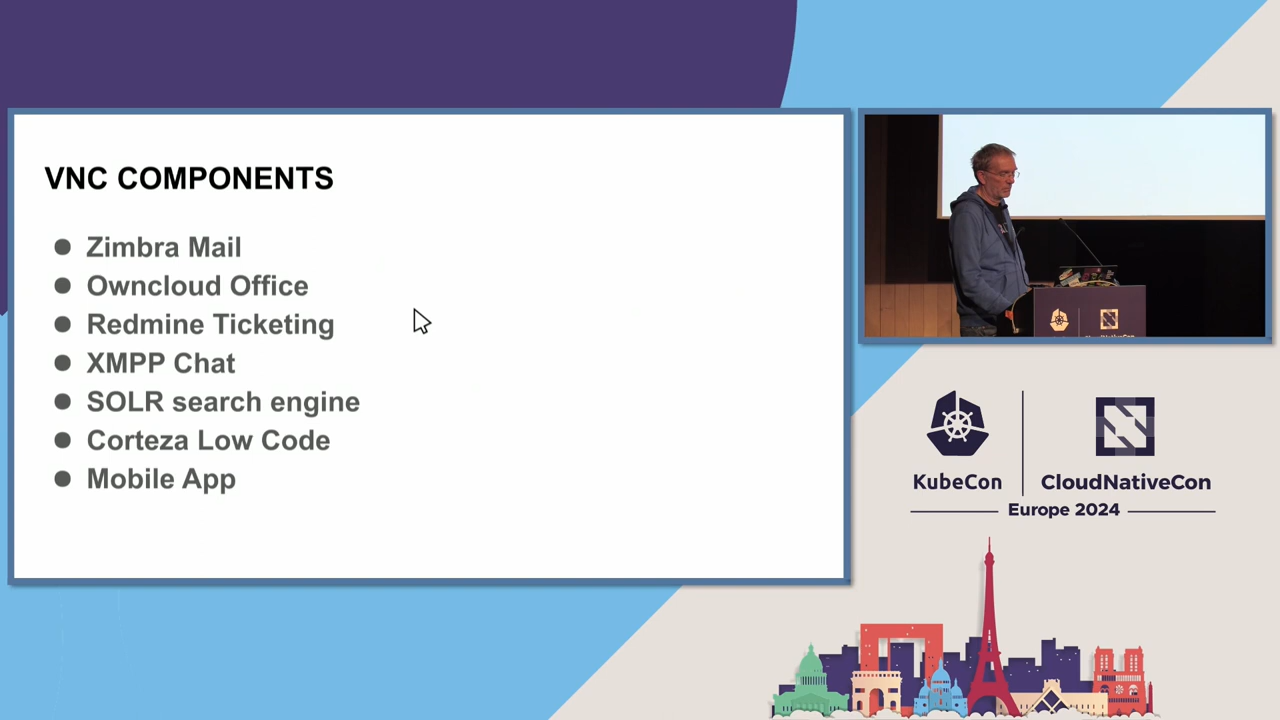 VNC COMPONENTS
Zimbra Mail
Owncloud Office
Redmine Ticketing
XMPP Chat
SOLR search engine
Corteza Low Code
Mobile App
KubeCon
CloudNativeCon
Europe 2024